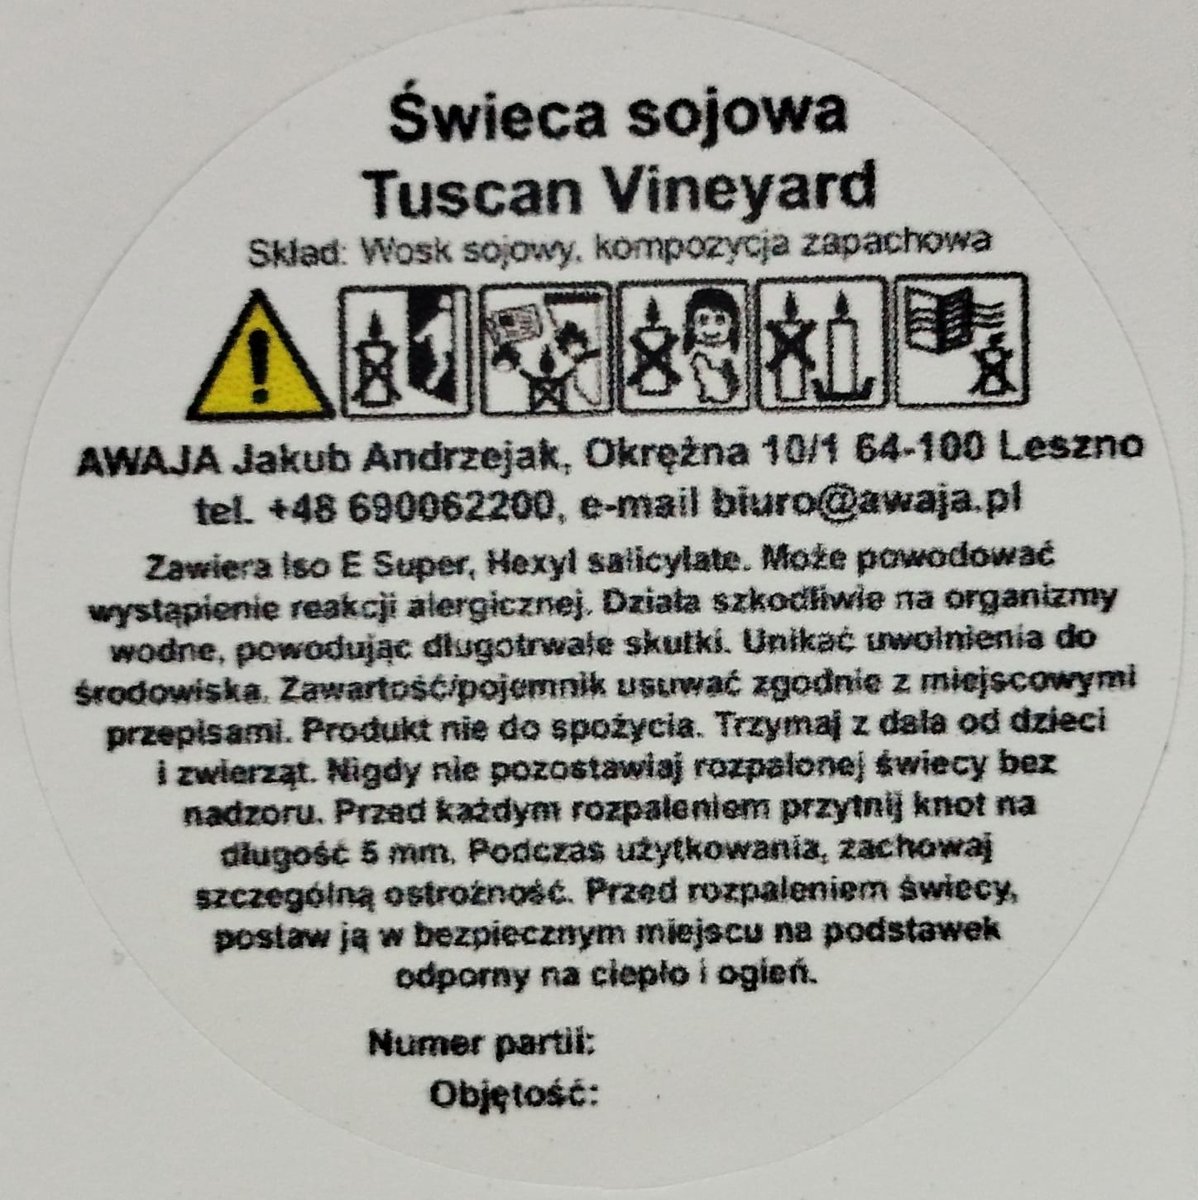 Świeca sojowa
Tuscan Vineyard
Skład: Wosk sojowy, kompozycja zapachowa
AWAJA Jakub Andrzejak, Okrężna 10/1 64-100 Leszno
tel. +48 690062200, e-mail biuro@awaja.pl
Zawiera Iso E Super, Hexyl salicylate. Może powodować
wystąpienie reakcji alergicznej. Działa szkodliwie na organizmy
wodne, powodując długotrwałe skutki. Unikać uwolnienia do
środowiska. Zawartość/pojemnik usuwać zgodnie z miejscowymi
przepisami. Produkt nie do spożycia. Trzymaj z dala od dzieci
i zwierząt. Nigdy nie pozostawiaj rozpalonej świecy bez
nadzoru. Przed każdym rozpaleniem przytnij knot na
długość 5 mm. Podczas użytkowania, zachowaj
szczególną ostrożność. Przed rozpaleniem świecy,
postaw ją w bezpiecznym miejscu na podstawek
odporny na ciepło i ogień.
Numer partii:
Objętość: